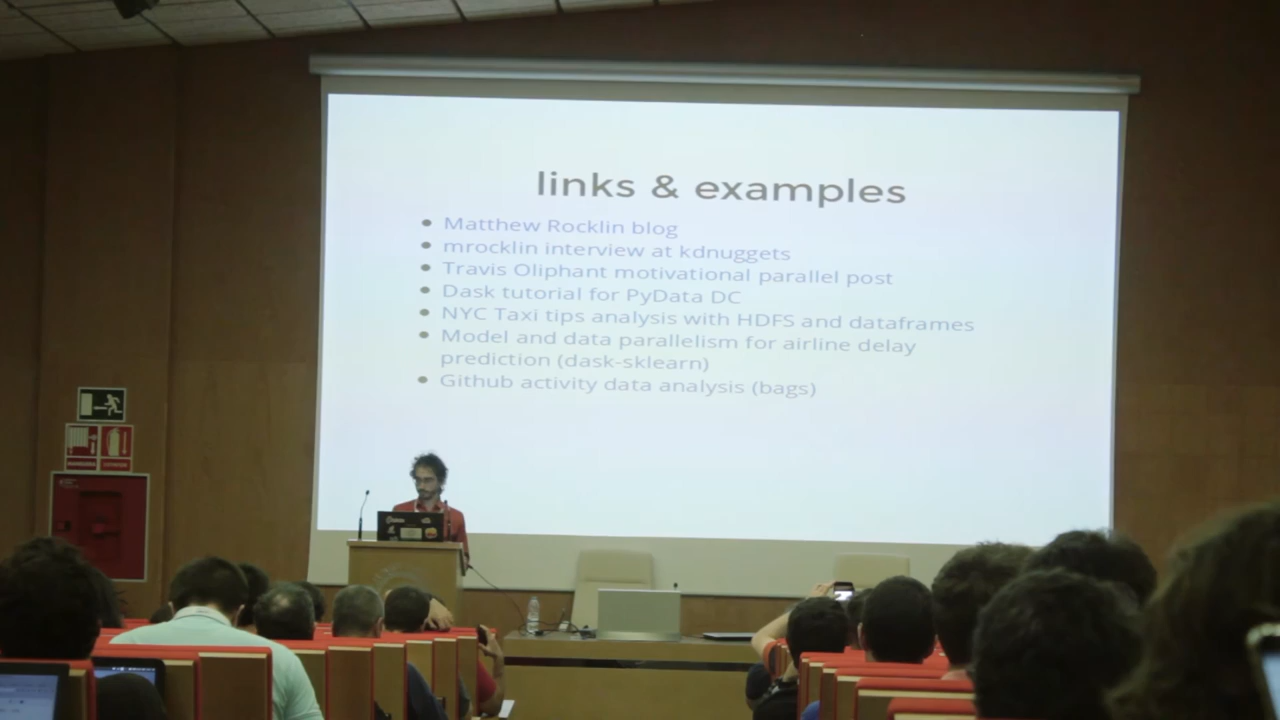 links & examples
Matthew Rocklin blog
mrocklin interview at kdnuggets
Travis Oliphant motivational parallel post
Dask tutorial for PyData DC
NYC Taxi tips analysis with HDFS and dataframes
Model and data parallelism for airline delay
prediction (dask-sklearn)
Github activity data analysis (bags)